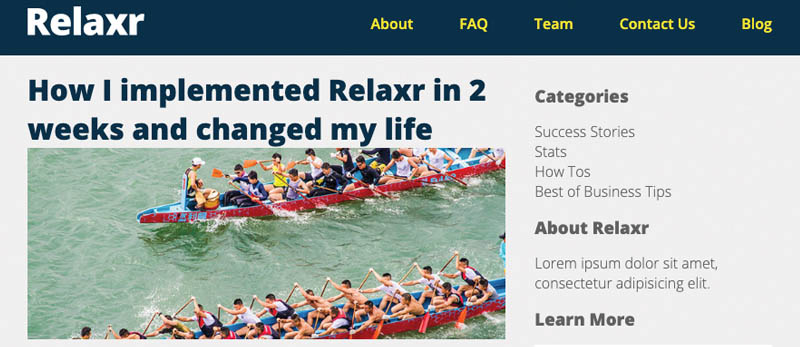 Relaxr
About
FAQ
Team
Contact Us
Blog
How I implemented Relaxr in 2
weeks and changed my life
Categories
Success Stories
Stats
How Tos
Best of Business Tips
About Relaxr
Lorem ipsum dolor sit amet,
consectetur adipisicing elit.
Learn More